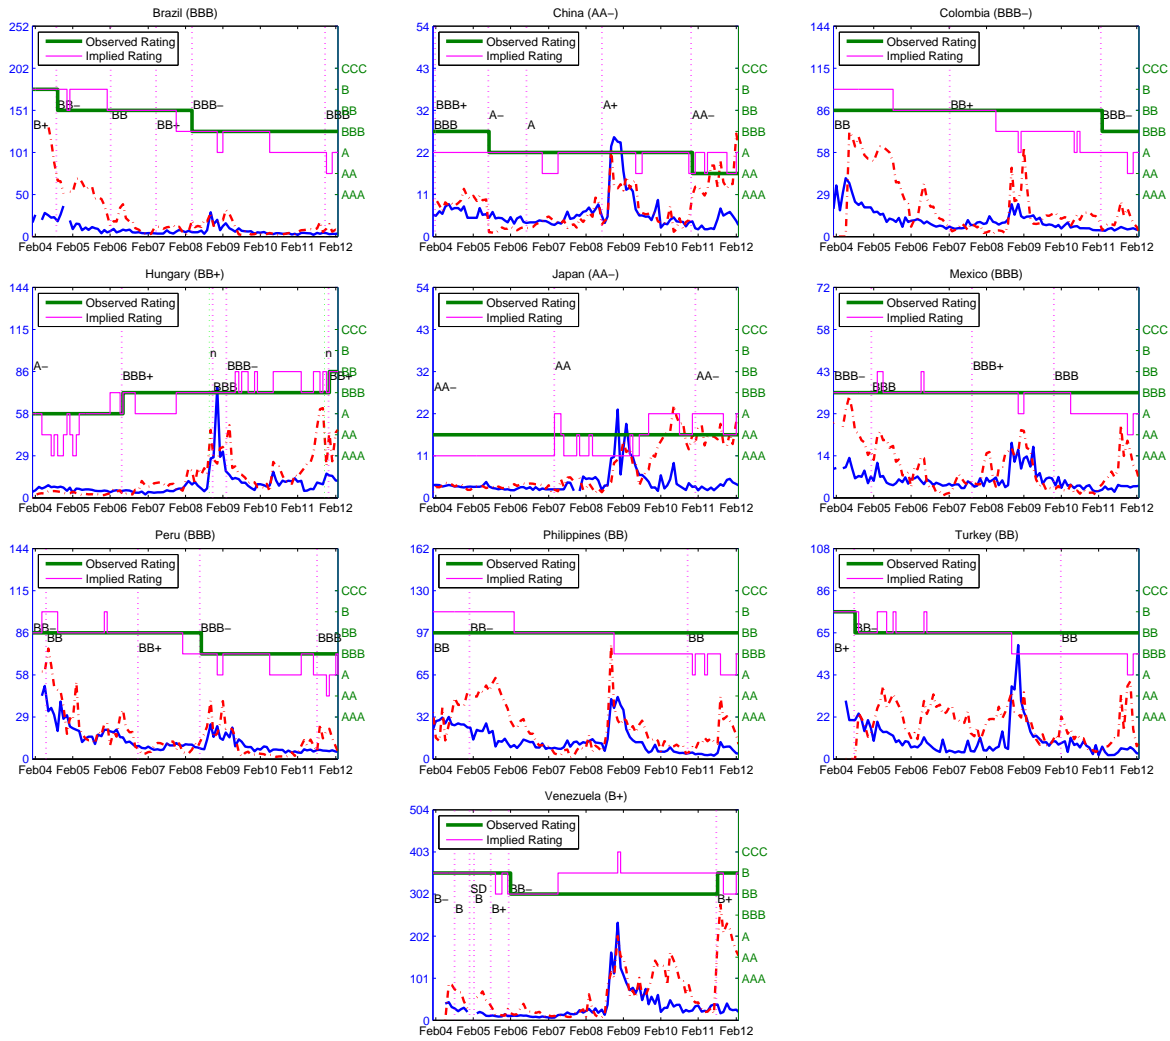 Brazil (BBB)
252
202
151
101
50
0
Observed Rating
Implied Rating
B+
BB−
BB
BB+
BBB−
BBB
CCC
B
BB
BBB
A
AA
AAA
Feb04 Feb05 Feb06 Feb07 Feb08 Feb09 Feb10 Feb11 Feb12
China (AA−)
54
43
32
22
11
0
Observed Rating
Implied Rating
BBB+
BBB
A−
A
A+
AA−
CCC
B
BB
BBB
A
AA
AAA
Feb04 Feb05 Feb06 Feb07 Feb08 Feb09 Feb10 Feb11 Feb12
Colombia (BBB−)
144
115
86
58
29
0
Observed Rating
Implied Rating
BB
BB+
BBB−
CCC
B
BB
BBB
A
AA
AAA
Feb04 Feb05 Feb06 Feb07 Feb08 Feb09 Feb10 Feb11 Feb12
Hungary (BB+)
144
115
86
58
29
0
Observed Rating
Implied Rating
A−
BBB+
n
BBB
BBB−
n
BB+
CCC
B
BB
BBB
A
AA
AAA
Feb04 Feb05 Feb06 Feb07 Feb08 Feb09 Feb10 Feb11 Feb12
Japan (AA−)
54
43
32
22
11
0
Observed Rating
Implied Rating
AA−
AA
AA−
CCC
B
BB
BBB
A
AA
AAA
Feb04 Feb05 Feb06 Feb07 Feb08 Feb09 Feb10 Feb11 Feb12
Mexico (BBB)
72
58
43
29
14
0
Observed Rating
Implied Rating
BBB−
BBB
BBB+
BBB
CCC
B
BB
BBB
A
AA
AAA
Feb04 Feb05 Feb06 Feb07 Feb08 Feb09 Feb10 Feb11 Feb12
Peru (BBB)
144
115
86
58
29
0
Observed Rating
Implied Rating
BB−
BB
BB+
BBB−
BBB
CCC
B
BB
BBB
A
AA
AAA
Feb04 Feb05 Feb06 Feb07 Feb08 Feb09 Feb10 Feb11 Feb12
Philippines (BB)
162
130
97
65
32
0
Observed Rating
Implied Rating
BB
BB−
BB
CCC
B
BB
BBB
A
AA
AAA
Feb04 Feb05 Feb06 Feb07 Feb08 Feb09 Feb10 Feb11 Feb12
Turkey (BB)
108
86
65
43
22
0
Observed Rating
Implied Rating
B+
BB−
BB
CCC
B
BB
BBB
A
AA
AAA
Feb04 Feb05 Feb06 Feb07 Feb08 Feb09 Feb10 Feb11 Feb12
Venezuela (B+)
504
403
302
202
101
0
Observed Rating
Implied Rating
B−
B
SD
B
B+
BB−
B+
CCC
B
BB
BBB
A
AA
AAA
Feb04 Feb05 Feb06 Feb07 Feb08 Feb09 Feb10 Feb11 Feb12